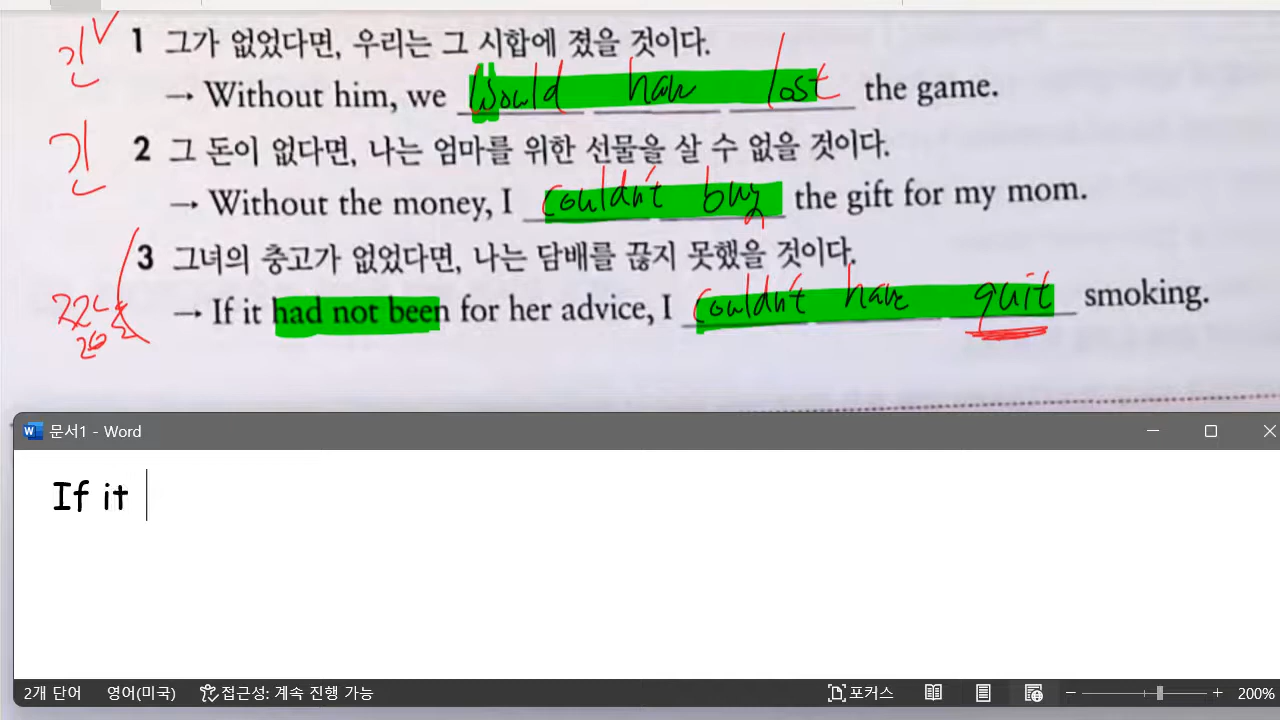 1 그가 없었다면, 우리는 그 시합에 졌을 것이다.
→ Without him, we would have lost the game.
2 그 돈이 없다면, 나는 엄마를 위한 선물을 살 수 없을 것이다.
→ Without the money, I couldn't buy the gift for my mom.
3 그녀의 충고가 없었다면, 나는 담배를 끊지 못했을 것이다.
→ If it had not been for her advice, I couldn't have quit smoking.
문서1 - Word
If it
2개 단어 영어(미국) 접근성: 계속 진행 가능 포커스 200%